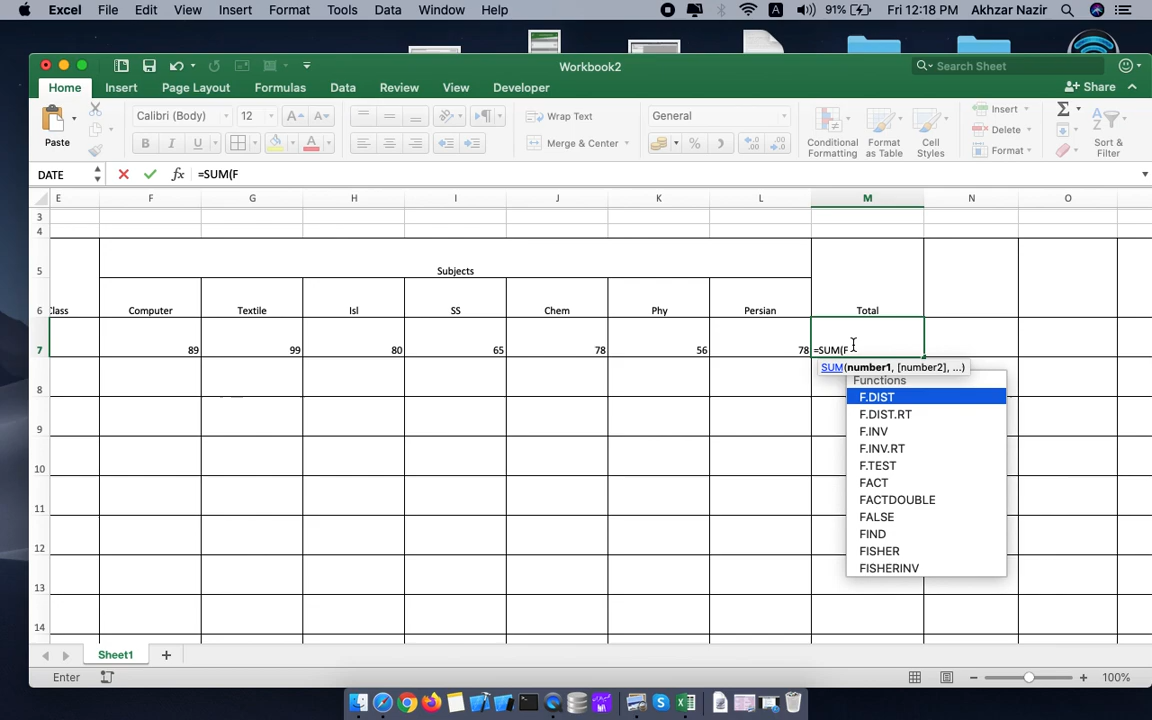 Excel File Edit View Insert Format Tools Data Window Help A 91% Fri 12:18 PM Akhzar Nazir
Workbook2 Search Sheet
Home Insert Page Layout Formulas Data Review View Developer Share
Paste Calibri (Body) 12 A A Wrap Text General Insert
B I U A Merge & Center % Conditional Formatting Format as Table Cell Styles Delete Format Sort & Filter
DATE fx =SUM(F
E F G H I J K L M N O
3
4
5 Subjects
6 Class Computer Textile Isl SS Chem Phy Persian Total
7 89 99 80 65 78 56 78 =SUM(F
SUM(number1, [number2], ...)
Functions
8 F.DIST
F.DIST.RT
9 F.INV
F.INV.RT
10 F.TEST
FACT
11 FACTDOUBLE
FALSE
12 FIND
FISHER
13 FISHERINV
14
Sheet1
Enter 100%